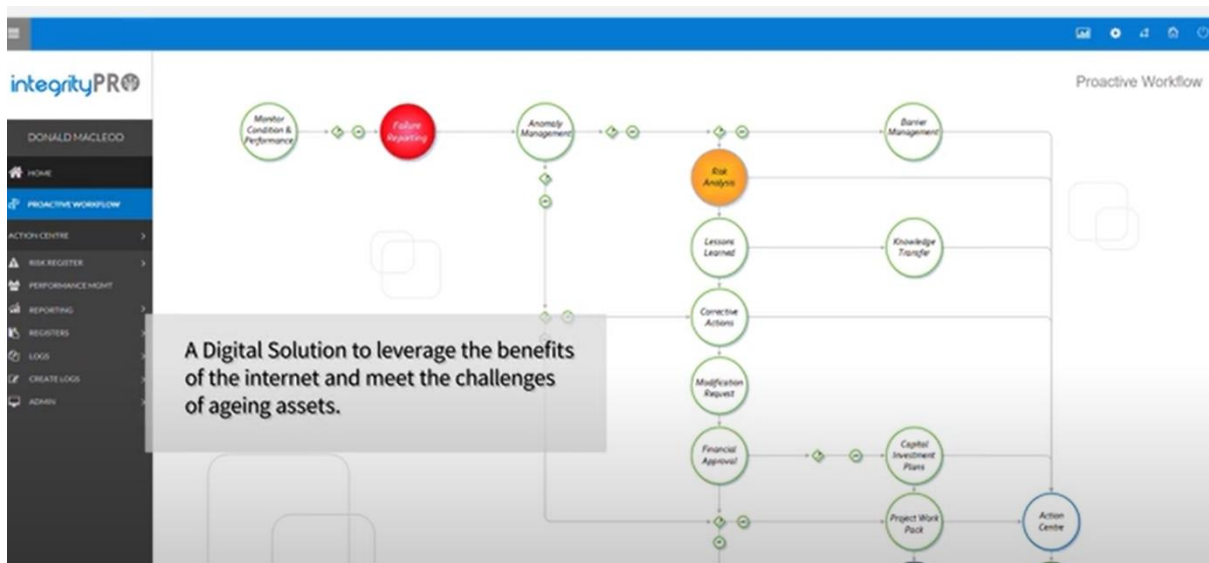 integrityPRO
Proactive Workflow
DONALD MACLEOD
HOME
PROACTIVE WORKFLOW
ACTION CENTRE
RISK REGISTER
PERFORMANCE MGMT
REPORTING
REGISTERS
LOGS
CREATE LOGS
ADMIN
Monitor
Condition &
Performance
Failure
Reporting
Anomaly
Management
Barrier
Management
Risk
Analysis
Lessons
Learned
Knowledge
Transfer
Corrective
Actions
Modification
Request
Financial
Approval
Capital
Investment
Plans
Project Work
Pack
Action
Centre
A Digital Solution to leverage the benefits
of the internet and meet the challenges
of ageing assets.